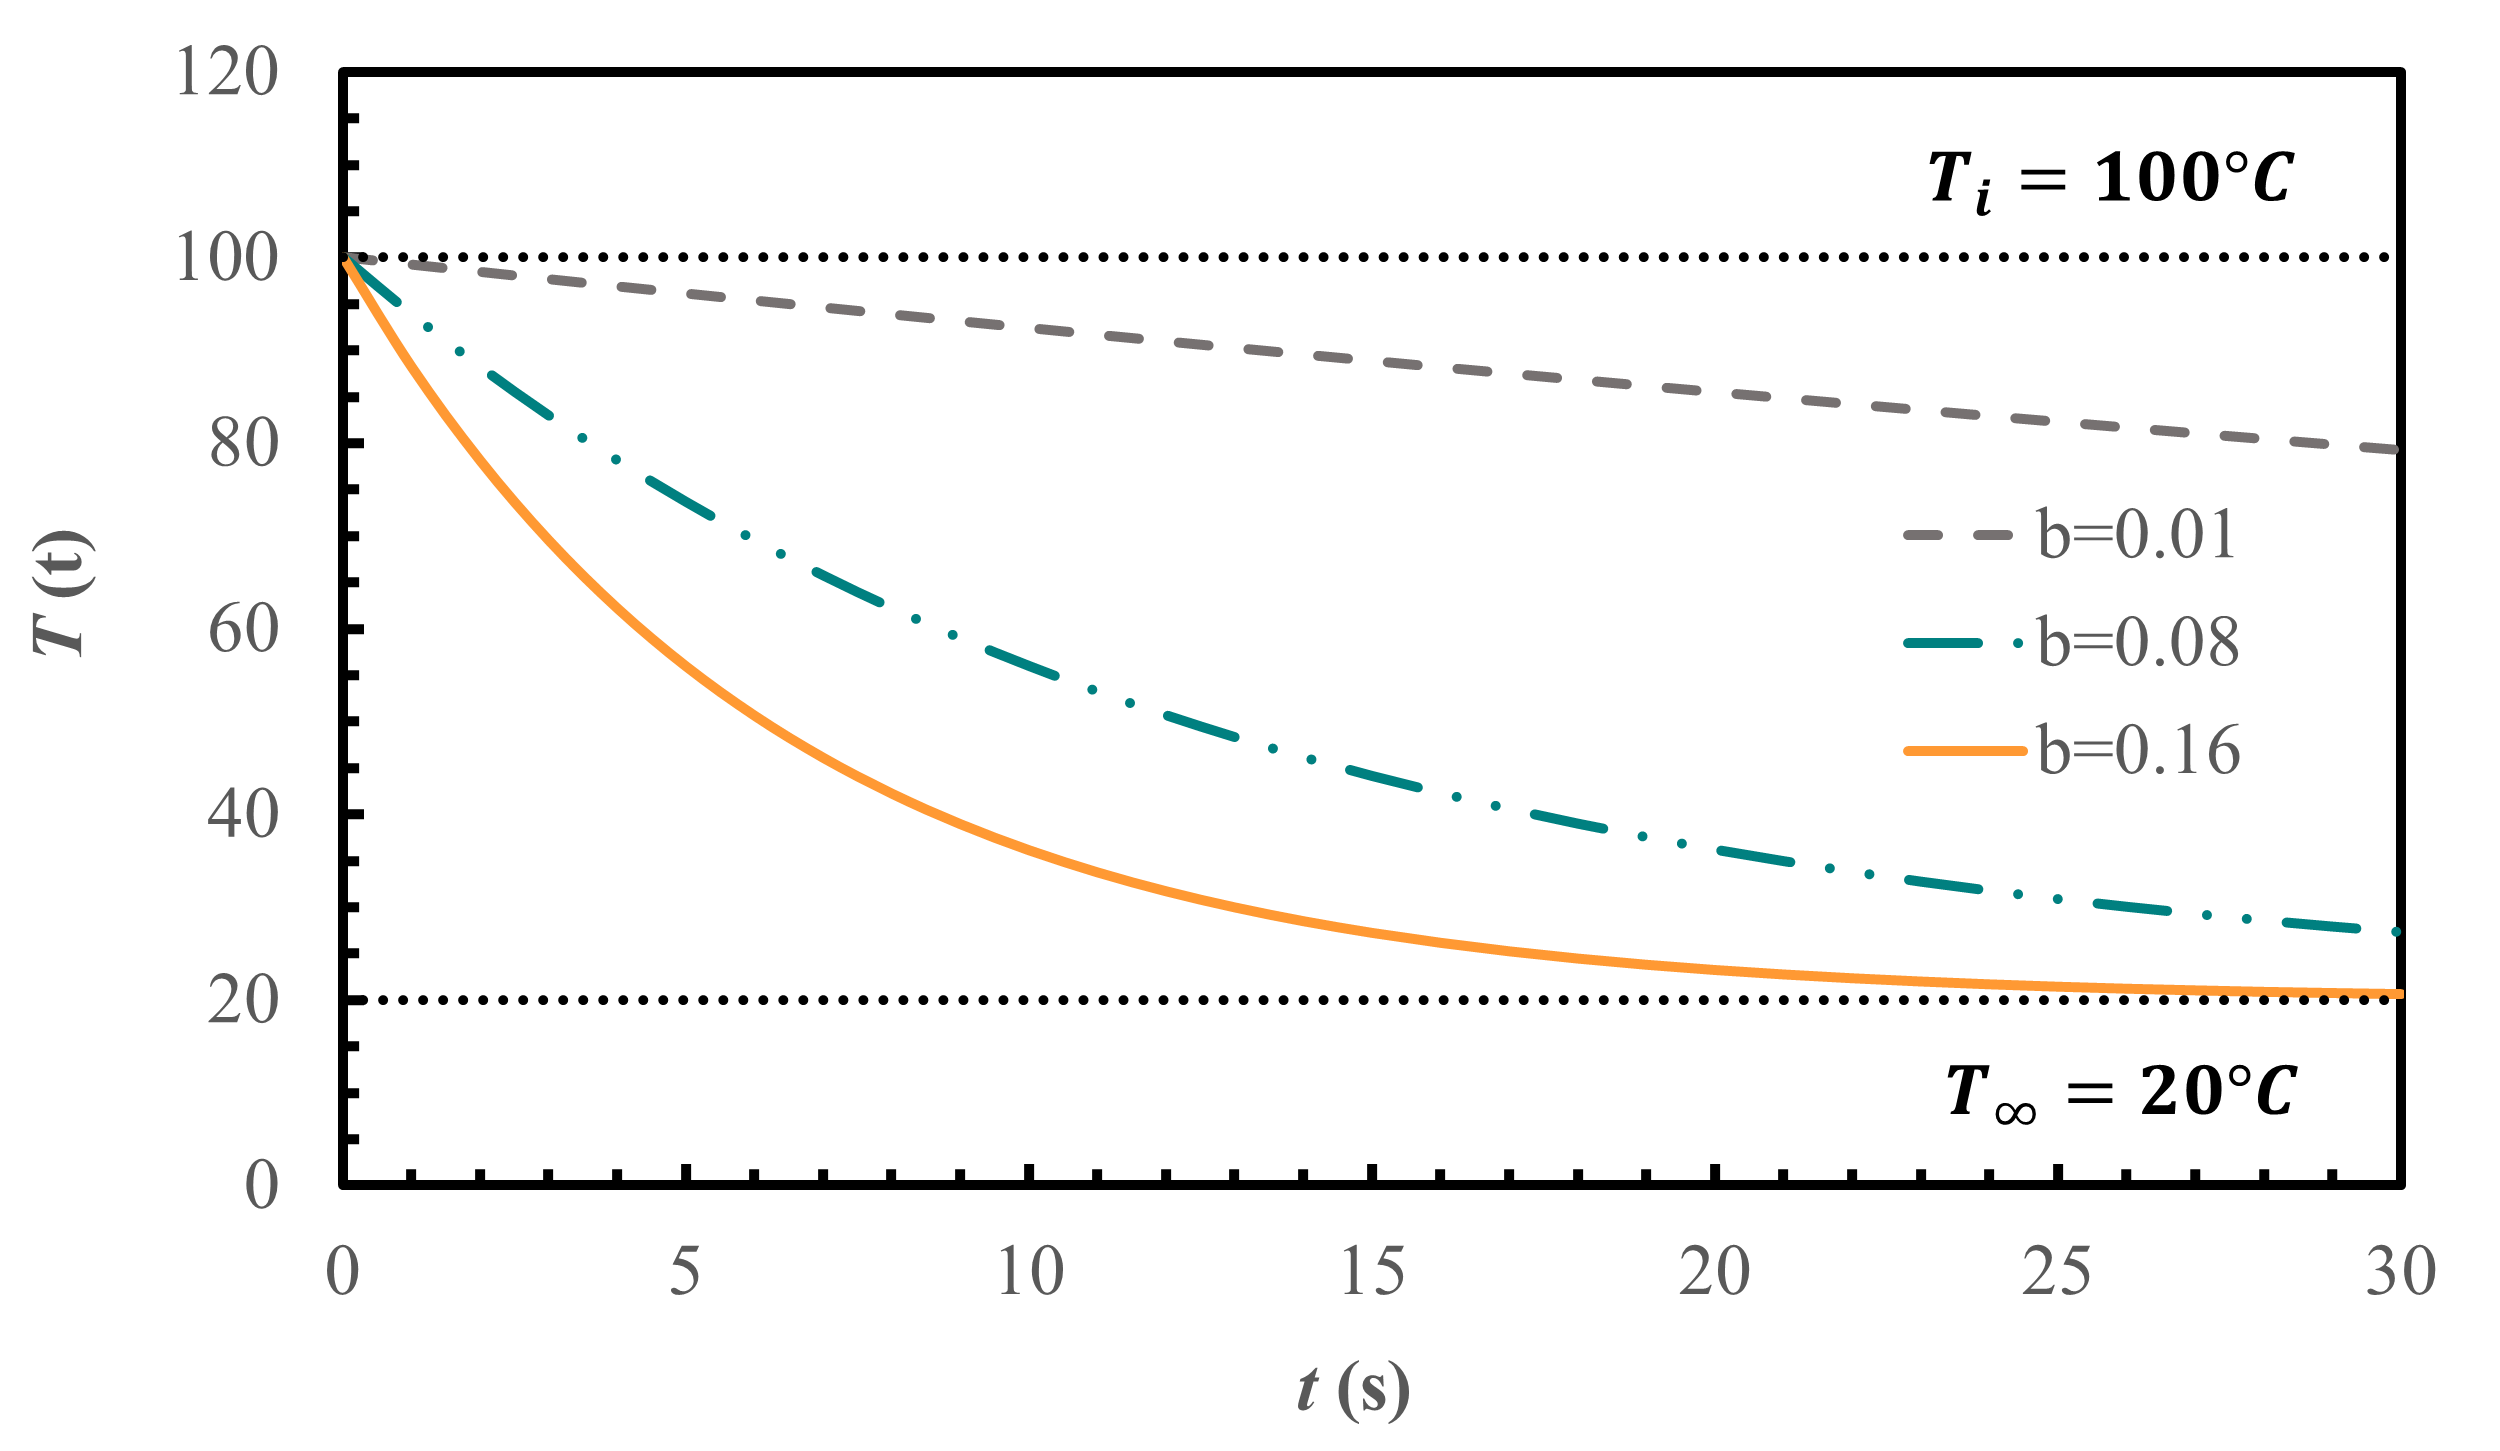 120
100
80
60
40
20
0
T (t)
T_i = 100°C
b=0.01
b=0.08
b=0.16
T_∞ = 20°C
0 5 10 15 20 25 30
t (s)